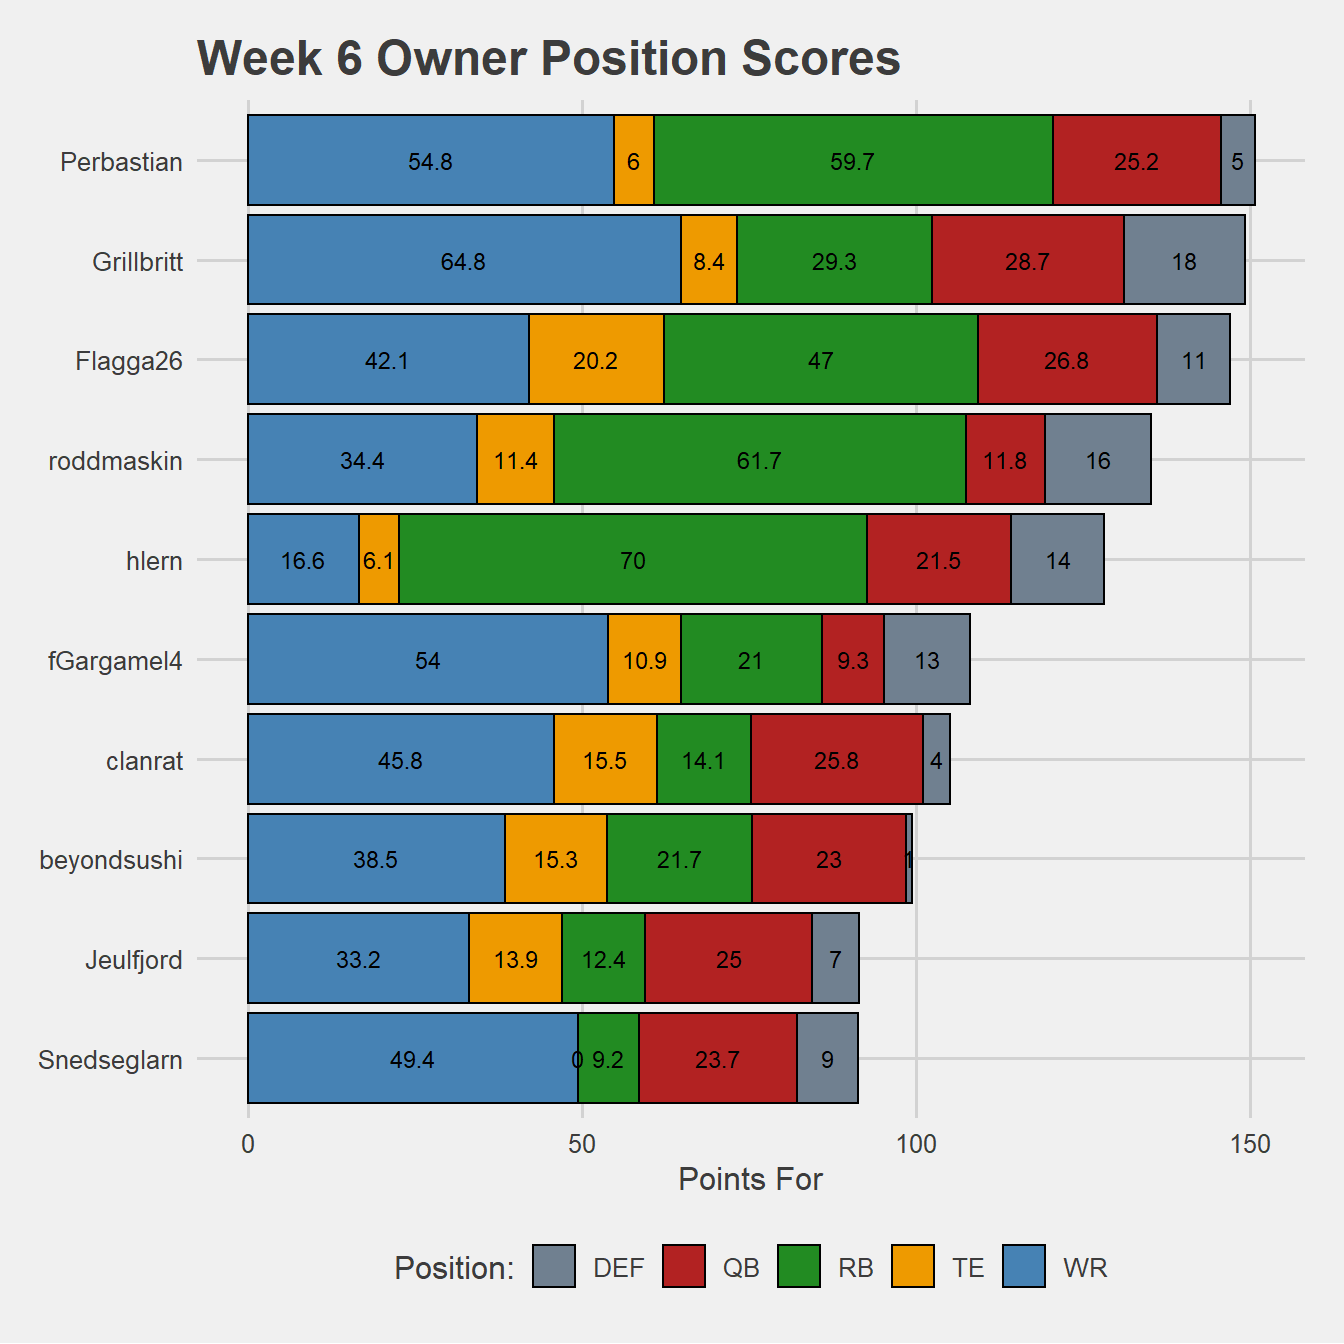 Week 6 Owner Position Scores
Perbastian 54.8 6 59.7 25.2 5
Grillbritt 64.8 8.4 29.3 28.7 18
Flagga26 42.1 20.2 47 26.8 11
roddmaskin 34.4 11.4 61.7 11.8 16
hlern 16.6 6.1 70 21.5 14
fGargamel4 54 10.9 21 9.3 13
clanrat 45.8 15.5 14.1 25.8 4
beyondsushi 38.5 15.3 21.7 23 1
Jeulfjord 33.2 13.9 12.4 25 7
Snedseglarn 49.4 0 9.2 23.7 9
0 50 100 150
Points For
Position: DEF QB RB TE WR